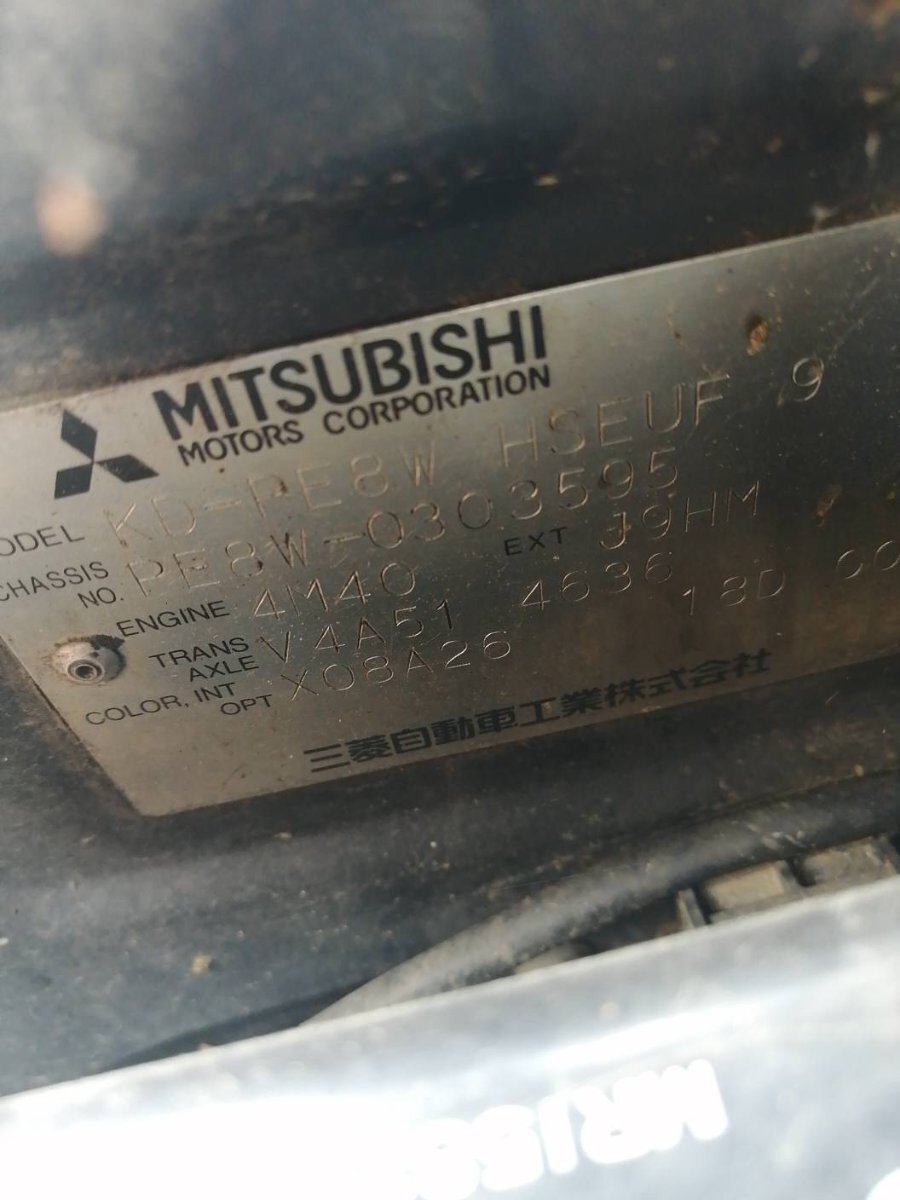 MITSUBISHI
MOTORS CORPORATION
MODEL KD-PE8W HSEUF 9
CHASSIS NO. PE8W-0303595
ENGINE 4M40 EXT J9HM
TRANS AXLE V4A51 4636
COLOR, INT OPT X08A26 18D
三菱自動車工業株式会社